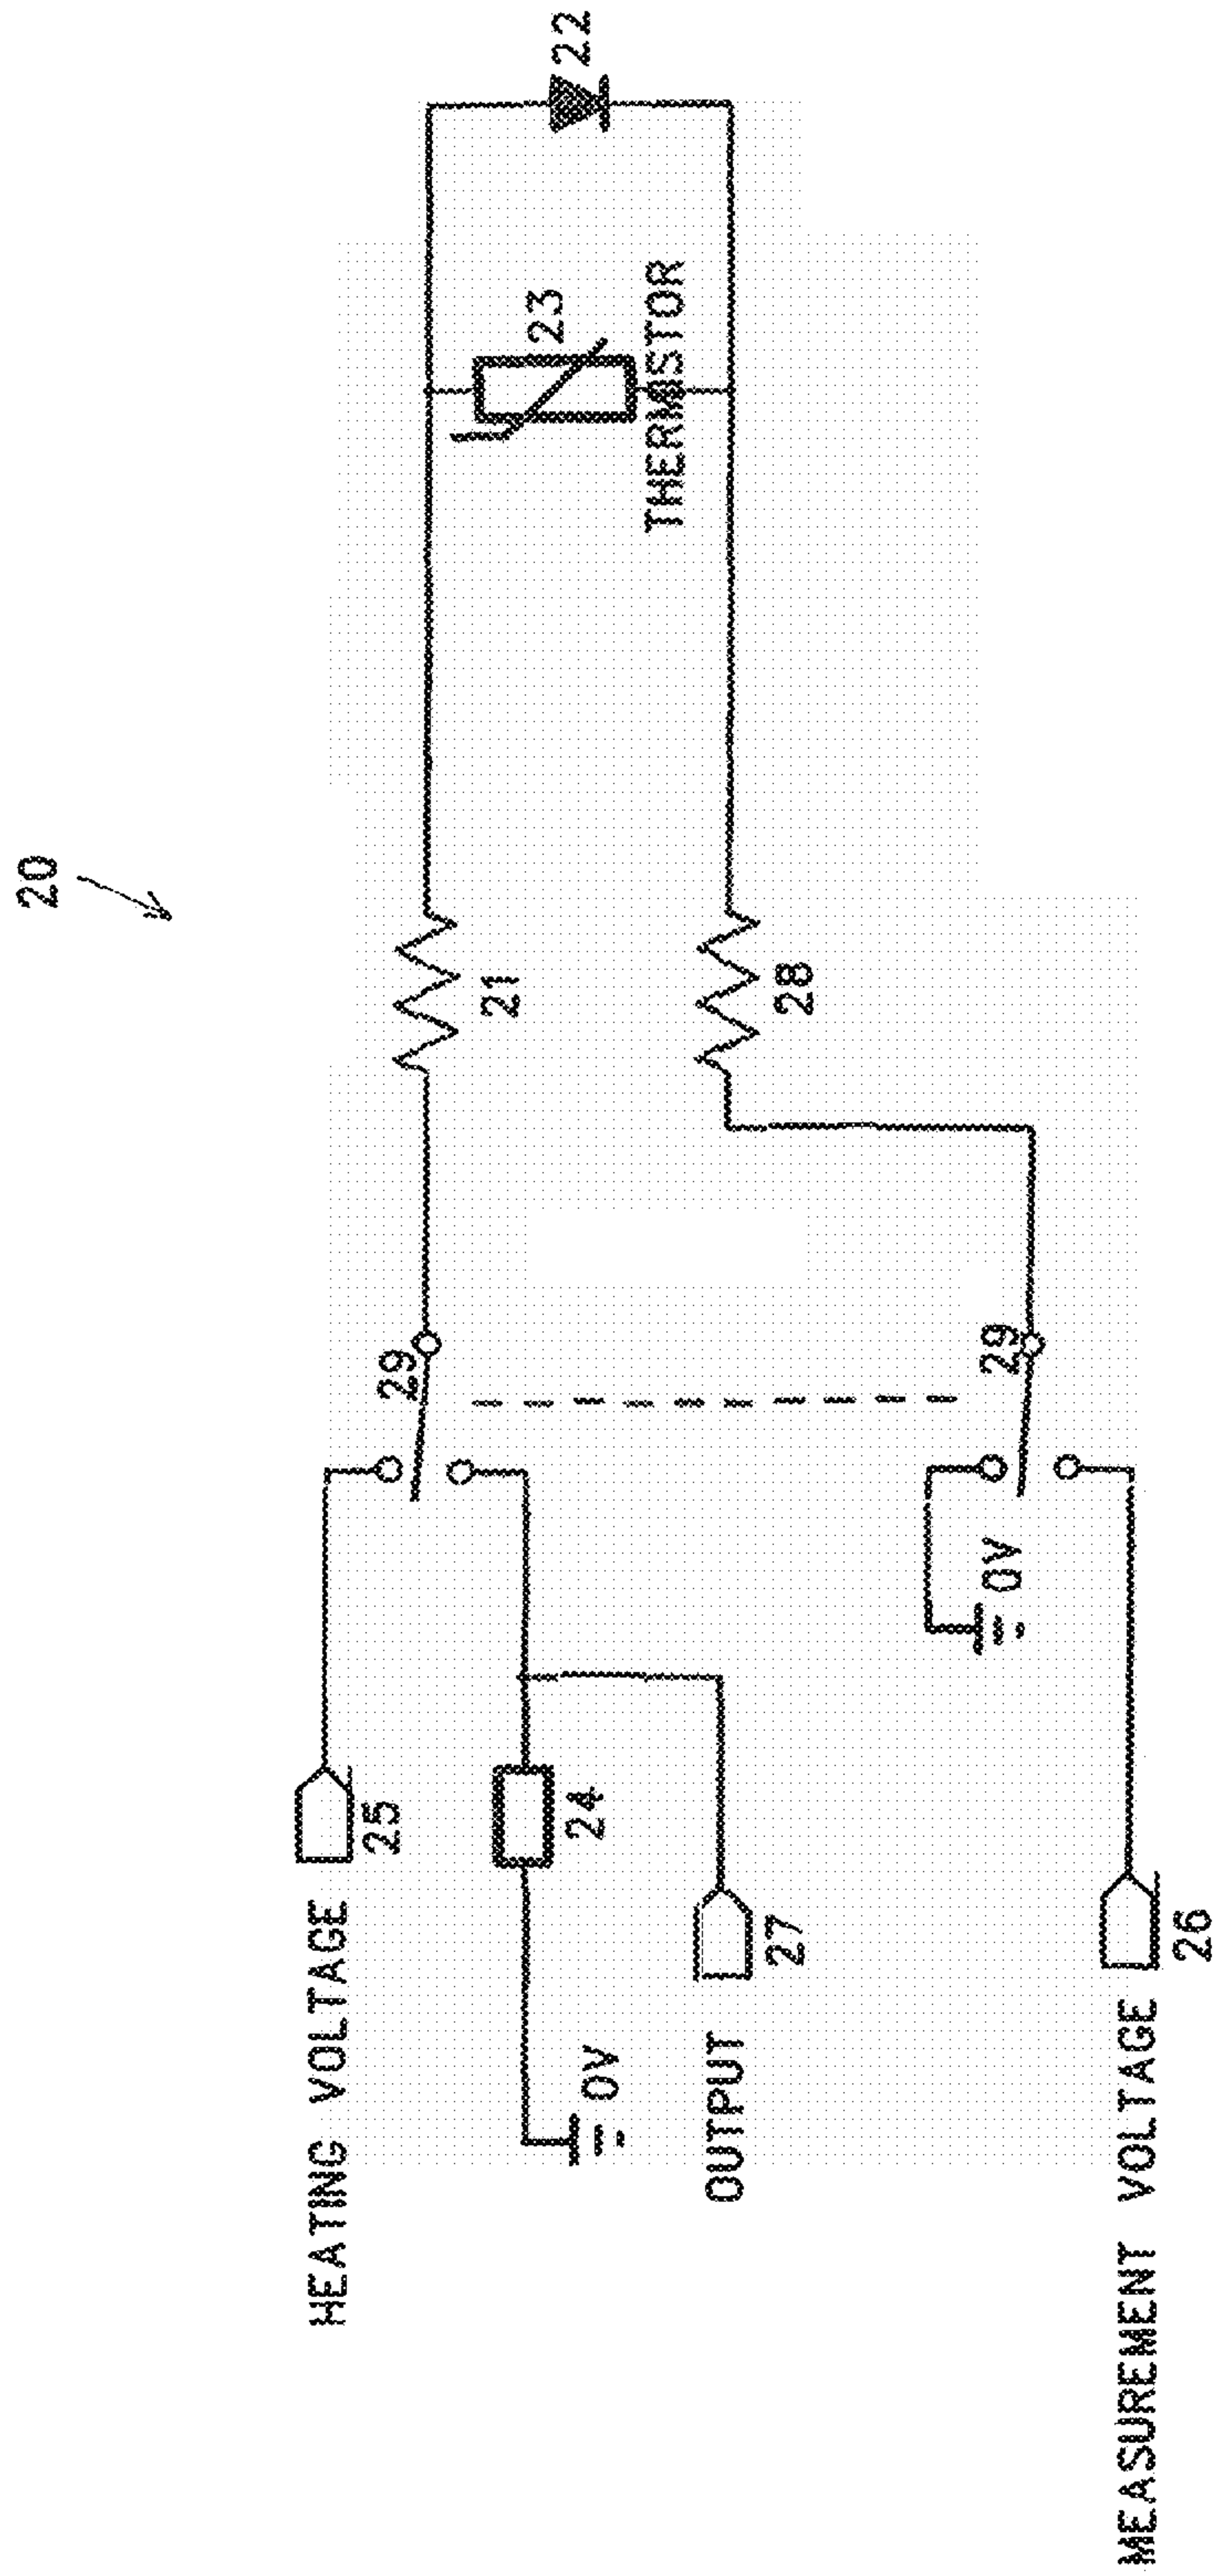 20
HEATING VOLTAGE
25
29
21
23
22
24
0V
THERMISTOR
OUTPUT
27
28
0V
29
MEASUREMENT VOLTAGE
26